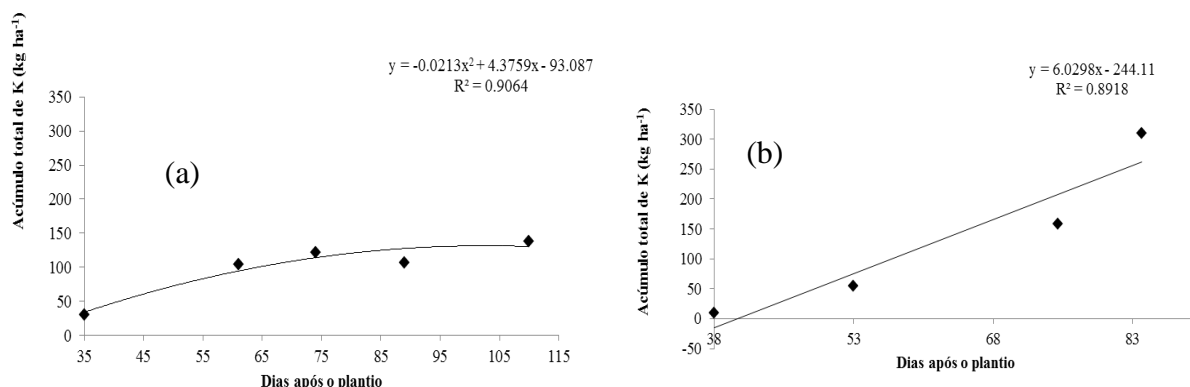 y = -0.0213x² + 4.3759x - 93.087
R² = 0.9064
Acúmulo total de K (kg ha⁻¹)
350
300
250
200
150
100
50
0
(a)
35 45 55 65 75 85 95 105 115
Dias após o plantio
y = 6.0298x - 244.11
R² = 0.8918
Acúmulo total de K (kg ha⁻¹)
350
300
250
200
150
100
50
0
-50
(b)
38 53 68 83
Dias após o plantio